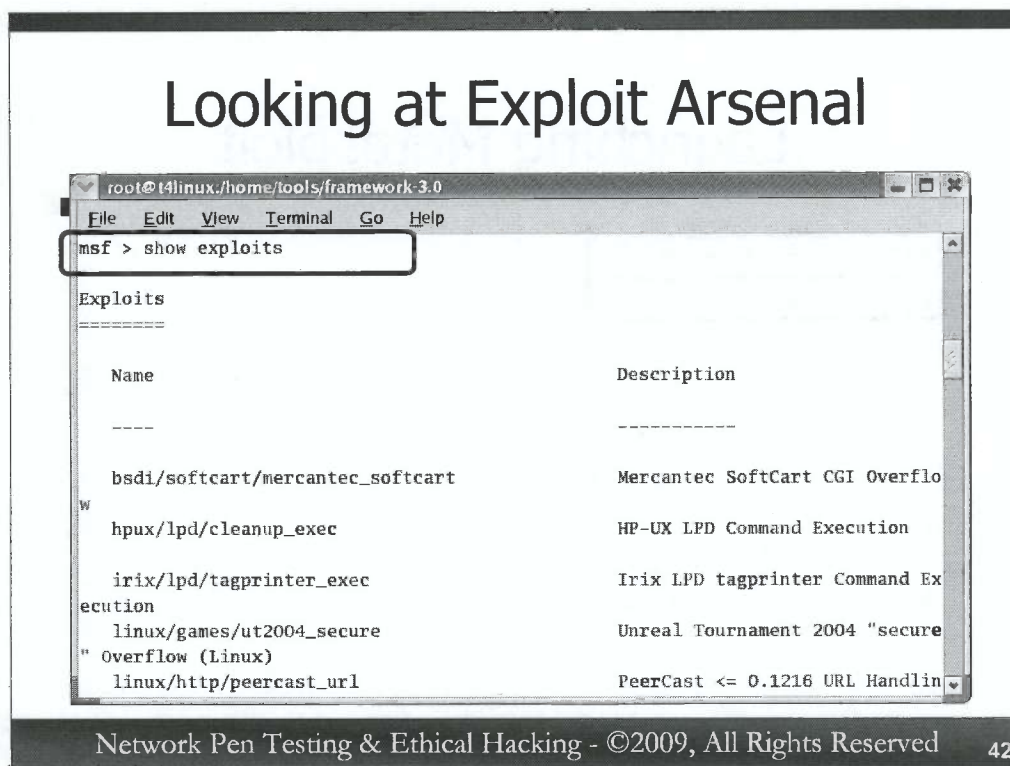 Looking at Exploit Arsenal
root@t4linux:/home/tools/framework-3.0
File Edit View Terminal Go Help
msf > show exploits
Exploits
========
Name Description
---- -----------
bsdi/softcart/mercantec_softcart Mercantec SoftCart CGI Overflo
w
hpux/lpd/cleanup_exec HP-UX LPD Command Execution
irix/lpd/tagprinter_exec Irix LPD tagprinter Command Ex
ecution
linux/games/ut2004_secure Unreal Tournament 2004 "secure
" Overflow (Linux)
linux/http/peercast_url PeerCast <= 0.1216 URL Handlin
Network Pen Testing & Ethical Hacking - ©2009, All Rights Reserved 42